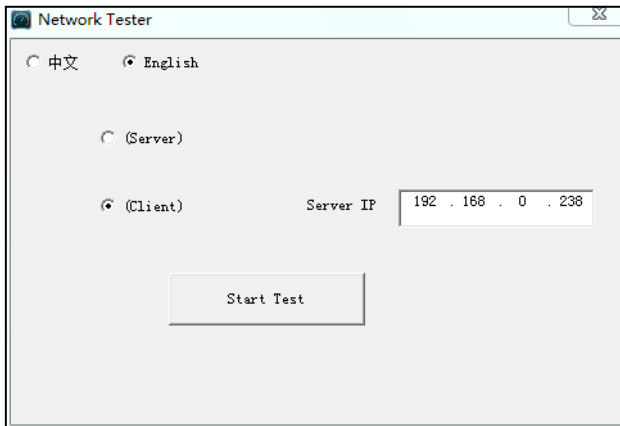 Network Tester
中文 English
(Server)
(Client) Server IP 192 . 168 . 0 . 238
Start Test